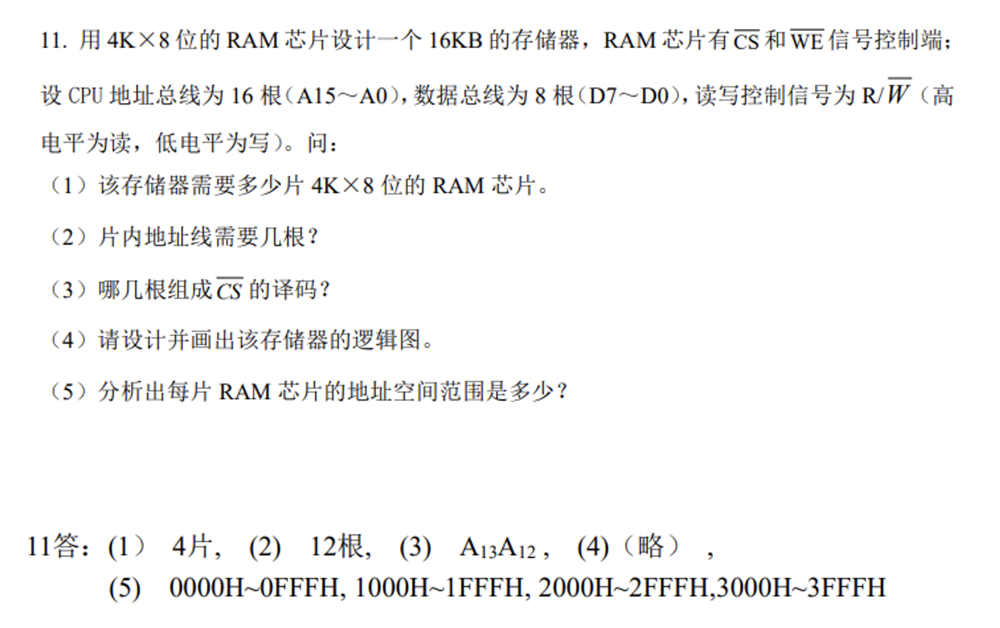 11. 用 4K×8 位的 RAM 芯片设计一个 16KB 的存储器，RAM 芯片有 \overline{CS} 和 \overline{WE} 信号控制端；
设 CPU 地址总线为 16 根（A15～A0），数据总线为 8 根（D7～D0），读写控制信号为 R/\overline{W}（高
电平为读，低电平为写）。问：
（1）该存储器需要多少片 4K×8 位的 RAM 芯片。
（2）片内地址线需要几根？
（3）哪几根组成 \overline{CS} 的译码？
（4）请设计并画出该存储器的逻辑图。
（5）分析出每片 RAM 芯片的地址空间范围是多少？
11答：(1） 4片, (2) 12根, (3) A₁₃A₁₂ , (4)（略） ,
(5) 0000H~0FFFH, 1000H~1FFFH, 2000H~2FFFH,3000H~3FFFH